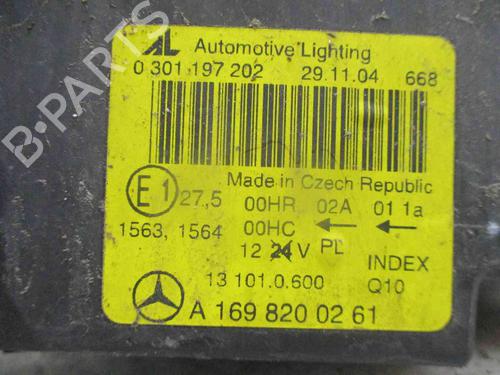 AL Automotive Lighting
0 301 197 202 29.11.04 668
Made in Czech Republic
E1 27,5 00HR 02A 01 1a
1563, 1564 00HC ← ←
12 24 V PL
13 101.0.600 INDEX
Q10
A 169 820 02 61
B-PARTS